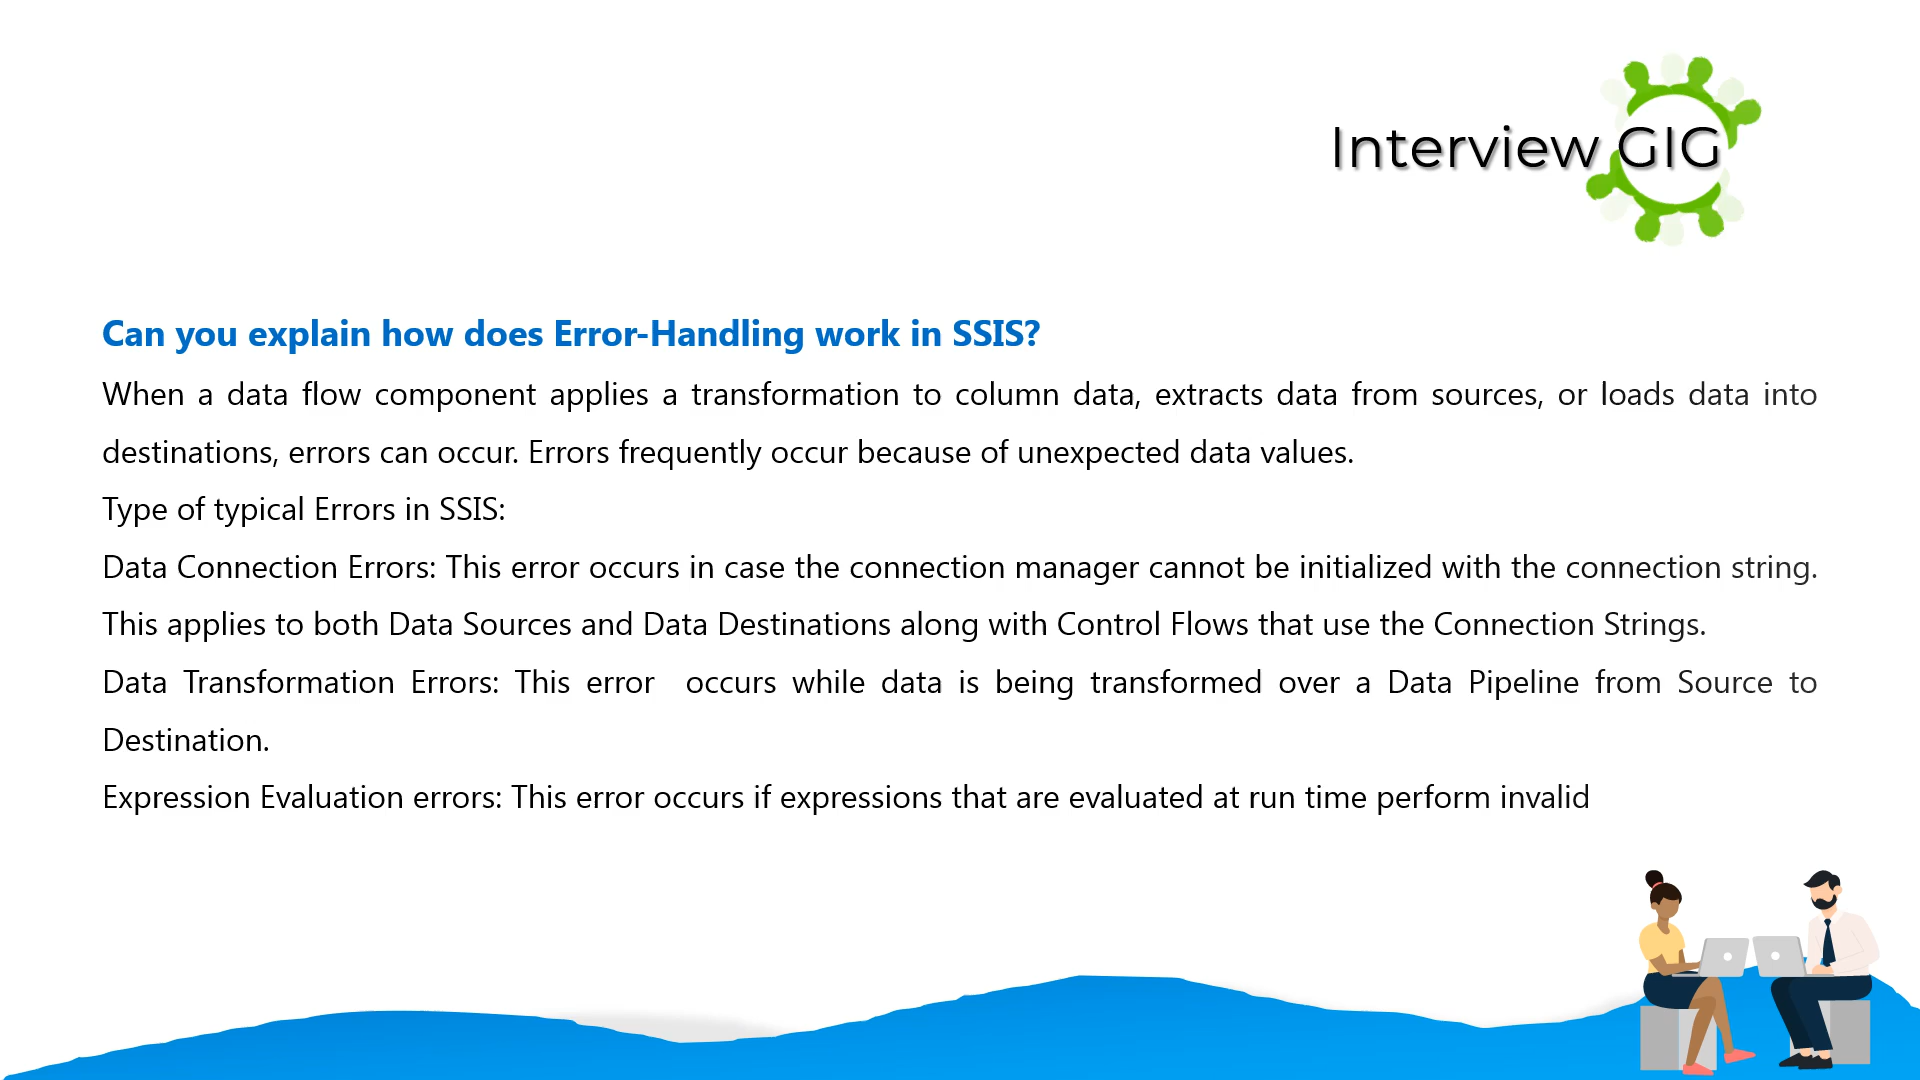 Interview GIG
Can you explain how does Error-Handling work in SSIS?
When a data flow component applies a transformation to column data, extracts data from sources, or loads data into
destinations, errors can occur. Errors frequently occur because of unexpected data values.
Type of typical Errors in SSIS:
Data Connection Errors: This error occurs in case the connection manager cannot be initialized with the connection string.
This applies to both Data Sources and Data Destinations along with Control Flows that use the Connection Strings.
Data Transformation Errors: This error  occurs while data is being transformed over a Data Pipeline from Source to
Destination.
Expression Evaluation errors: This error occurs if expressions that are evaluated at run time perform invalid